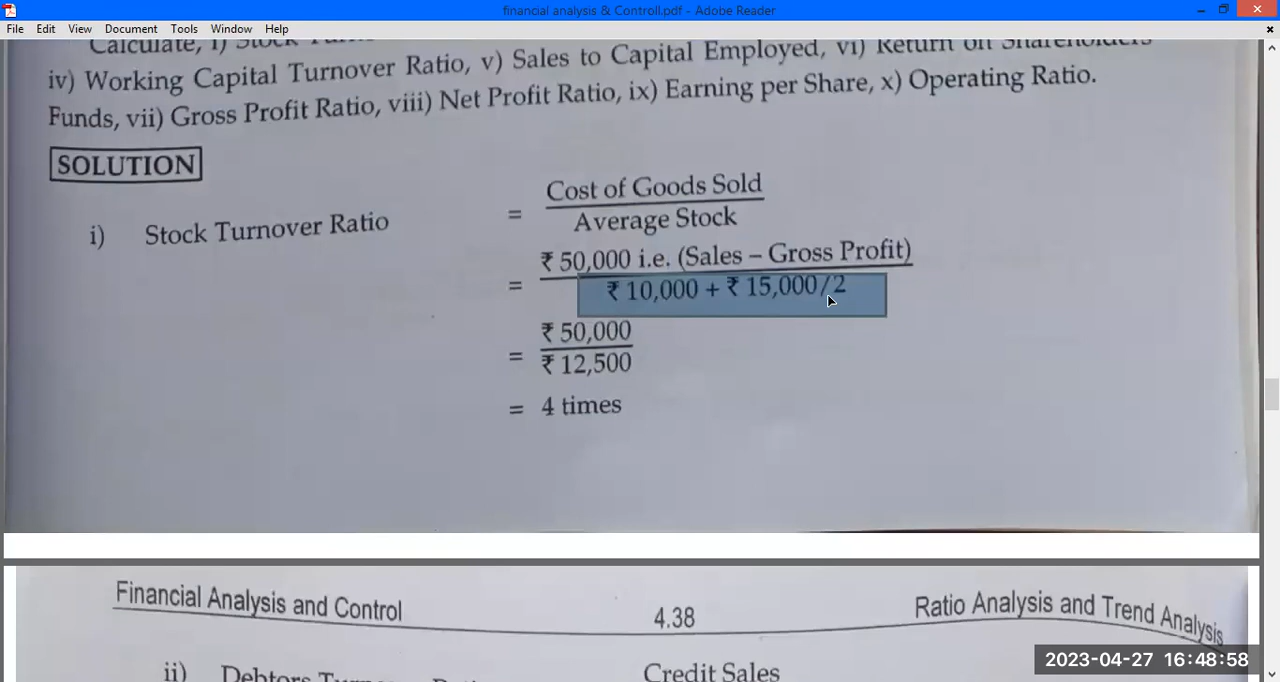 financial analysis & Controll.pdf - Adobe Reader
File Edit View Document Tools Window Help
Calculate, i) Stock
iv) Working Capital Turnover Ratio, v) Sales to Capital Employed, vi) Return on Shareholders
Funds, vii) Gross Profit Ratio, viii) Net Profit Ratio, ix) Earning per Share, x) Operating Ratio.
SOLUTION
i) Stock Turnover Ratio = Cost of Goods Sold
Average Stock
= ₹ 50,000 i.e. (Sales – Gross Profit)
₹ 10,000 + ₹ 15,000/2
= ₹ 50,000
₹ 12,500
= 4 times
Financial Analysis and Control 4.38 Ratio Analysis and Trend Analysis
ii) Debtors Credit Sales
2023-04-27 16:48:58